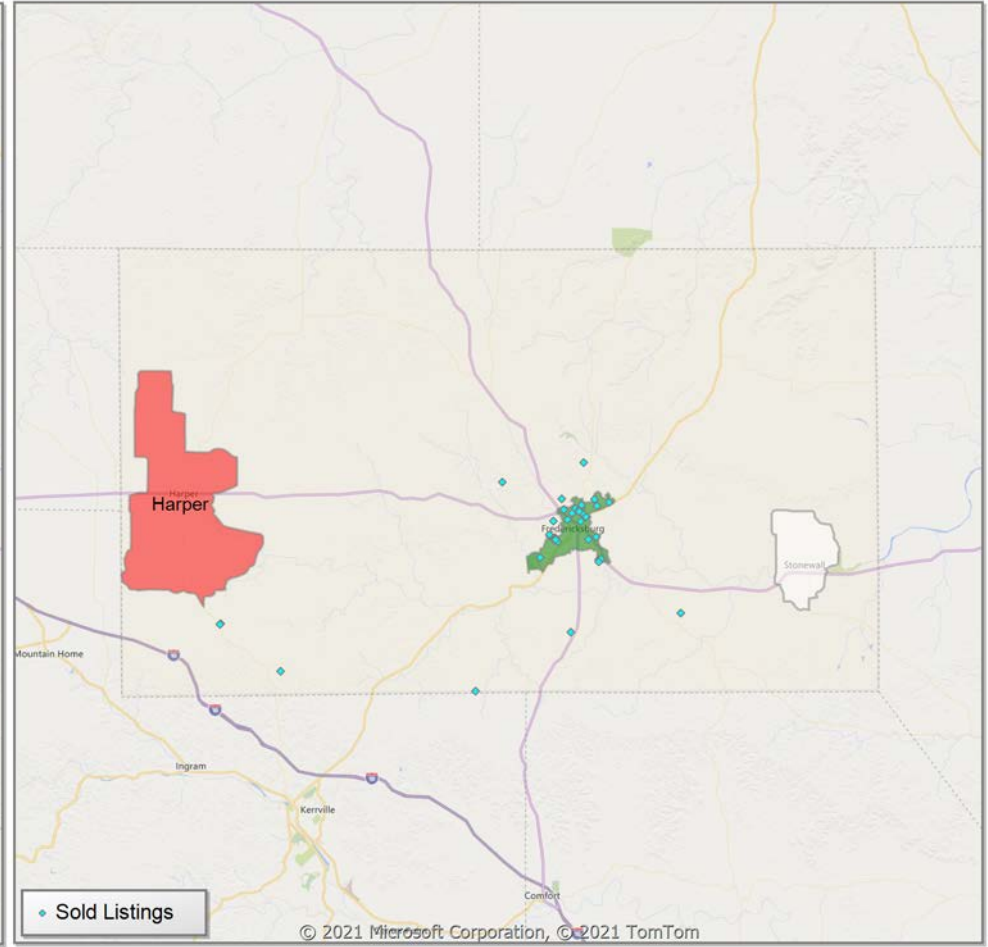 Harper
Harper
Fredericksburg
Stonewall
Mountain Home
Ingram
Kerrville
Comfort
Sold Listings
© 2021 Microsoft Corporation, © 2021 TomTom